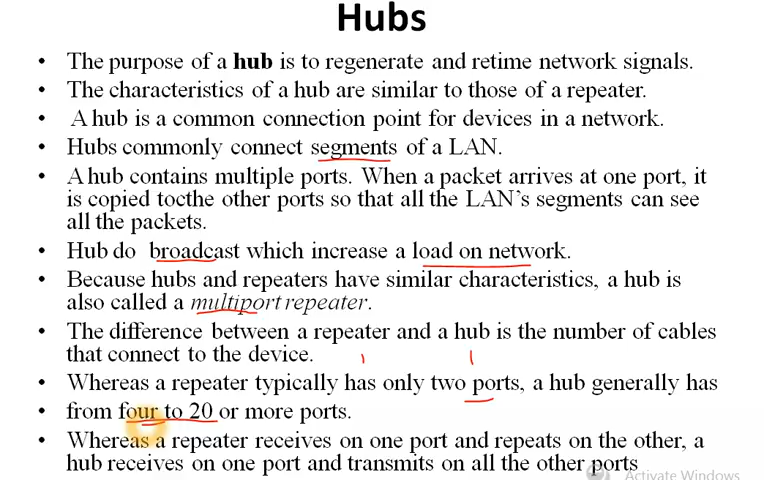 Hubs
• The purpose of a hub is to regenerate and retime network signals.
• The characteristics of a hub are similar to those of a repeater.
• A hub is a common connection point for devices in a network.
• Hubs commonly connect segments of a LAN.
• A hub contains multiple ports. When a packet arrives at one port, it
is copied tocthe other ports so that all the LAN's segments can see
all the packets.
• Hub do broadcast which increase a load on network.
• Because hubs and repeaters have similar characteristics, a hub is
also called a multiport repeater.
• The difference between a repeater and a hub is the number of cables
that connect to the device.
• Whereas a repeater typically has only two ports, a hub generally has
• from four to 20 or more ports.
• Whereas a repeater receives on one port and repeats on the other, a
hub receives on one port and transmits on all the other ports
Activate Windows